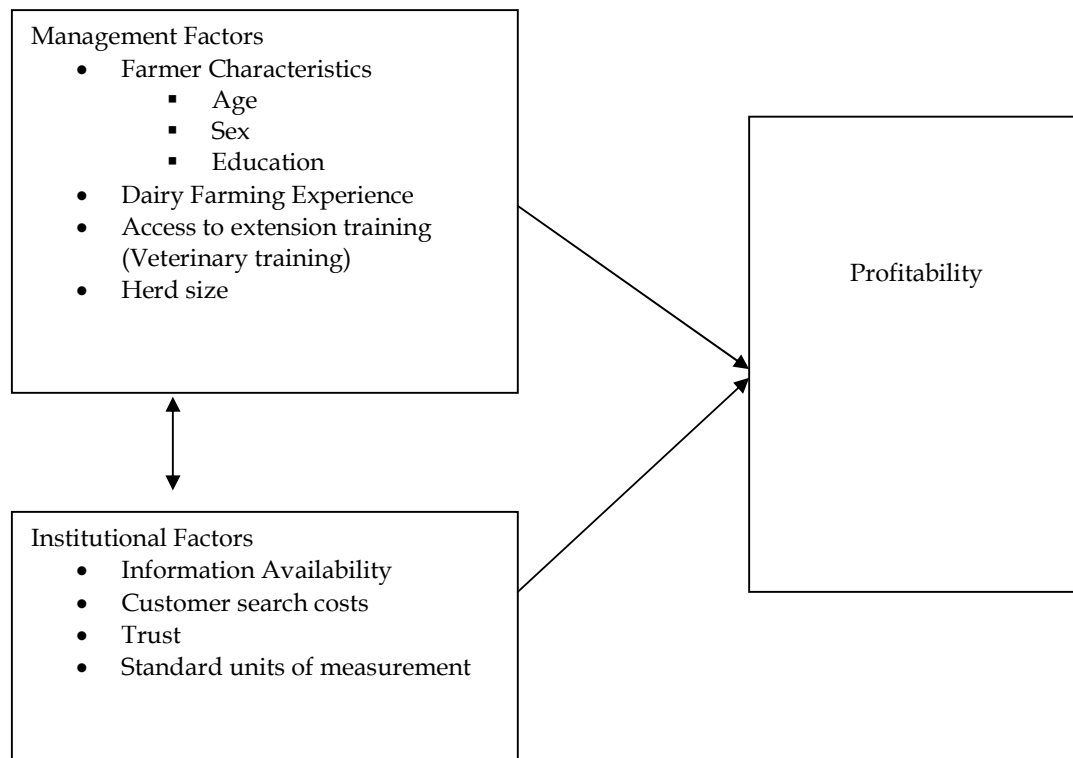 Management Factors
• Farmer Characteristics
▪ Age
▪ Sex
▪ Education
• Dairy Farming Experience
• Access to extension training
(Veterinary training)
• Herd size
Profitability
Institutional Factors
• Information Availability
• Customer search costs
• Trust
• Standard units of measurement